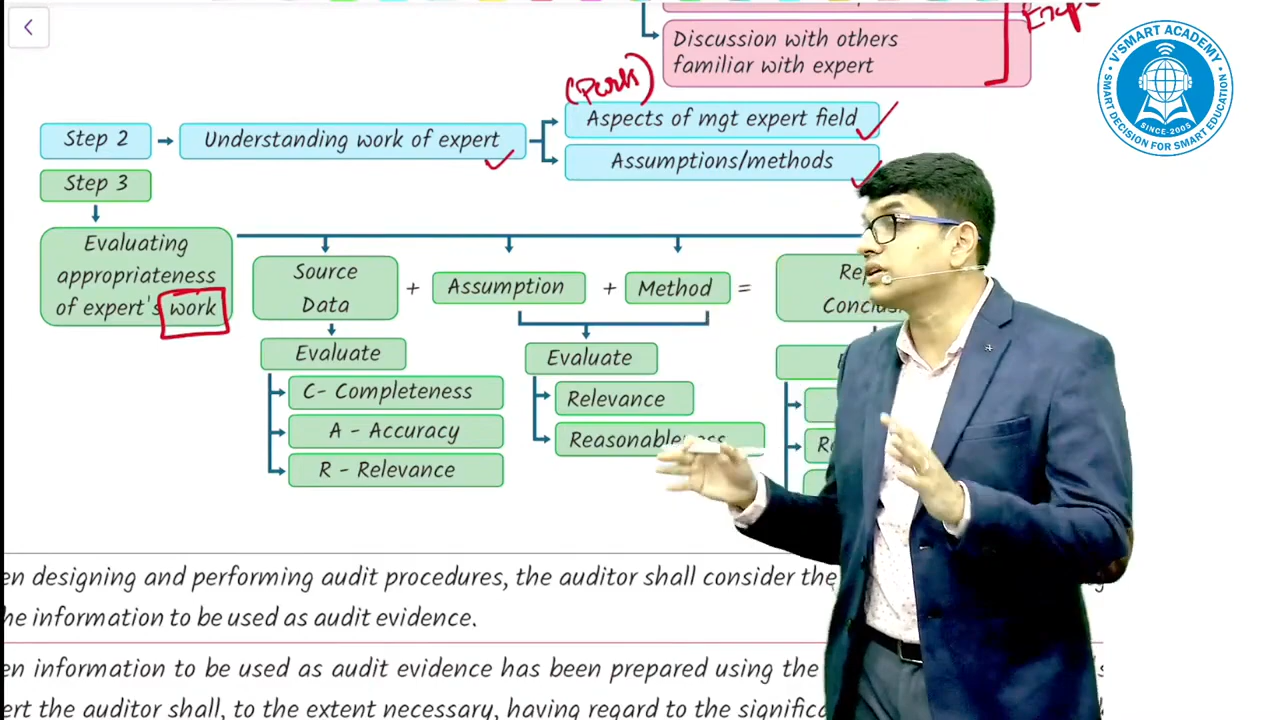 Discussion with others
familiar with expert
V'SMART ACADEMY
SINCE-2005
SMART DECISION FOR SMART EDUCATION
(Work)
Step 2
Understanding work of expert
Aspects of mgt expert field
Assumptions/methods
Step 3
Evaluating
appropriateness
of expert's work
Source
Data
+
Assumption
+
Method
=
Conclus
Evaluate
C- Completeness
A - Accuracy
R - Relevance
Evaluate
Relevance
Reasonableness
en designing and performing audit procedures, the auditor shall consider the
he information to be used as audit evidence.
en information to be used as audit evidence has been prepared using the
ert the auditor shall, to the extent necessary, having regard to the significa